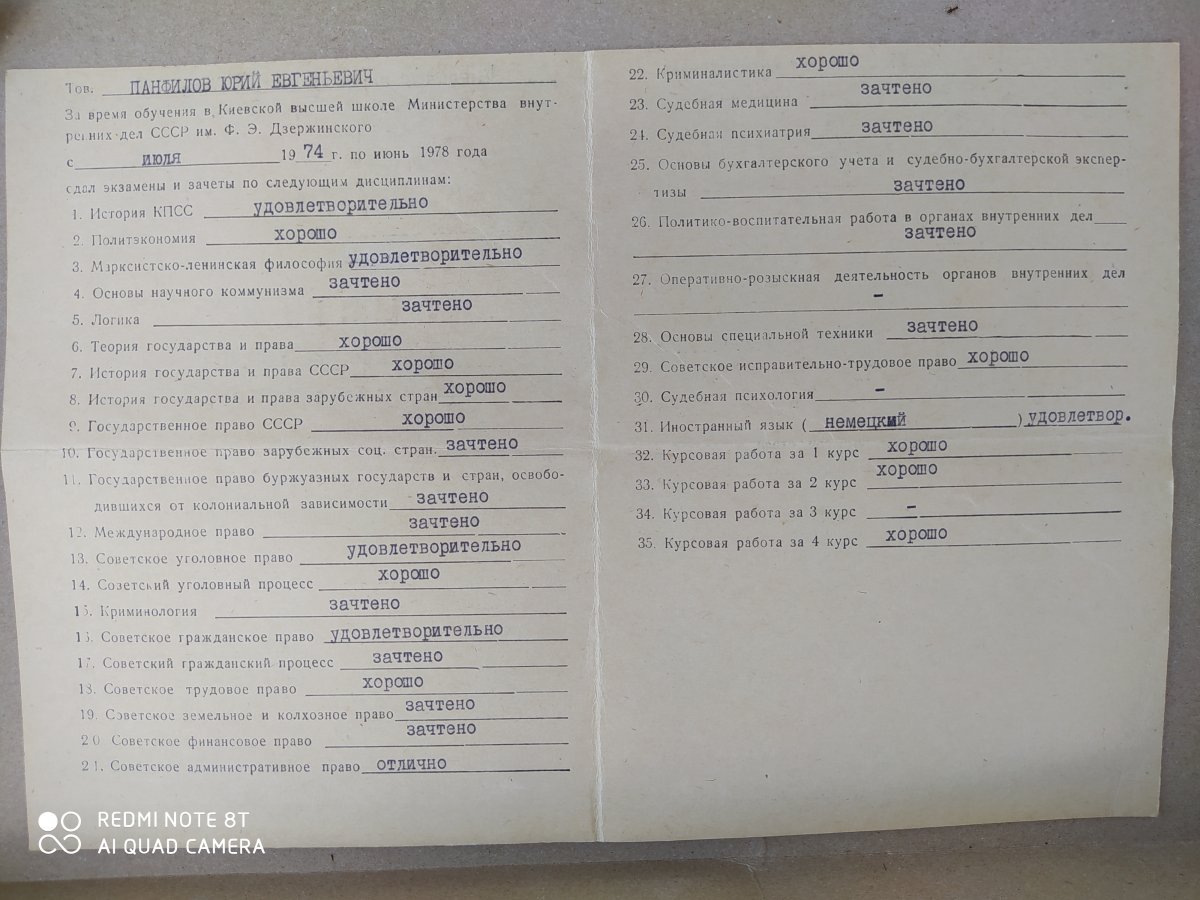 Тов. ПАНФИЛОВ ЮРИЙ ЕВГЕНЬЕВИЧ
За время обучения в Киевской высшей школе Министерства внут-
ренних дел СССР им. Ф. Э. Дзержинского
с июля 1974 г. по июнь 1978 года
сдал экзамены и зачеты по следующим дисциплинам:
1. История КПСС удовлетворительно
2. Политэкономия хорошо
3. Марксистско-ленинская философия удовлетворительно
4. Основы научного коммунизма зачтено
5. Логика зачтено
6. Теория государства и права хорошо
7. История государства и права СССР хорошо
8. История государства и права зарубежных стран хорошо
9. Государственное право СССР хорошо
10. Государственное право зарубежных соц. стран. зачтено
11. Государственное право буржуазных государств и стран, освобо-
дившихся от колониальной зависимости зачтено
12. Международное право зачтено
13. Советское уголовное право удовлетворительно
14. Советский уголовный процесс хорошо
15. Криминология зачтено
16. Советское гражданское право удовлетворительно
17. Советский гражданский процесс зачтено
18. Советское трудовое право хорошо
19. Советское земельное и колхозное право зачтено
20 Советское финансовое право зачтено
21. Советское административное право отлично
22. Криминалистика хорошо
23. Судебная медицина зачтено
24. Судебная психиатрия зачтено
25. Основы бухгалтерского учета и судебно-бухгалтерской экспер-
тизы зачтено
26. Политико-воспитательная работа в органах внутренних дел
зачтено
27. Оперативно-розыскная деятельность органов внутренних дел
-
28. Основы специальной техники зачтено
29. Советское исправительно-трудовое право хорошо
30. Судебная психология -
31. Иностранный язык ( немецкий ) удовлетвор.
32. Курсовая работа за 1 курс хорошо
33. Курсовая работа за 2 курс хорошо
34. Курсовая работа за 3 курс -
35. Курсовая работа за 4 курс хорошо
REDMI NOTE 8T
AI QUAD CAMERA